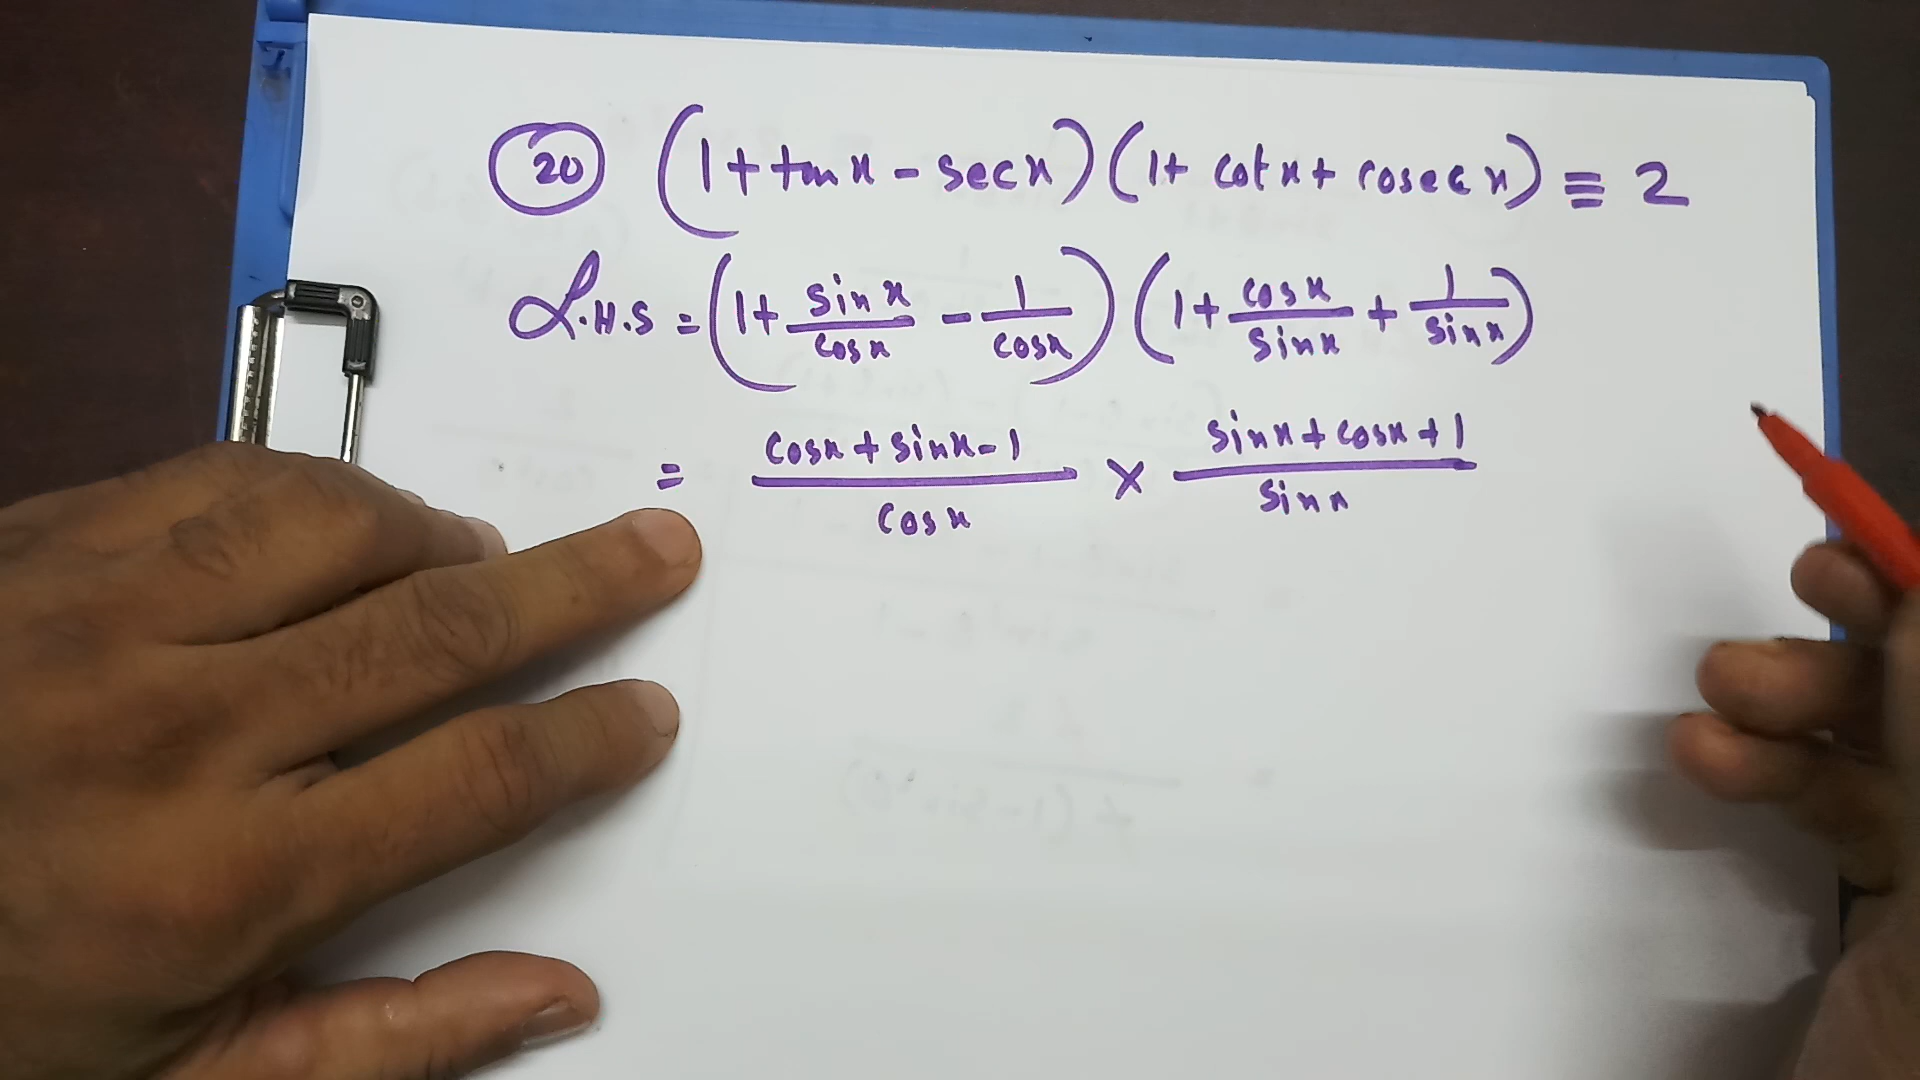 20 (1 + tan x - sec x)(1 + cot x + cosec x) ≡ 2
L.H.S = (1 + sin x / cos x - 1 / cos x)(1 + cos x / sin x + 1 / sin x)
= cos x + sin x - 1 / cos x × sin x + cos x + 1 / sin x